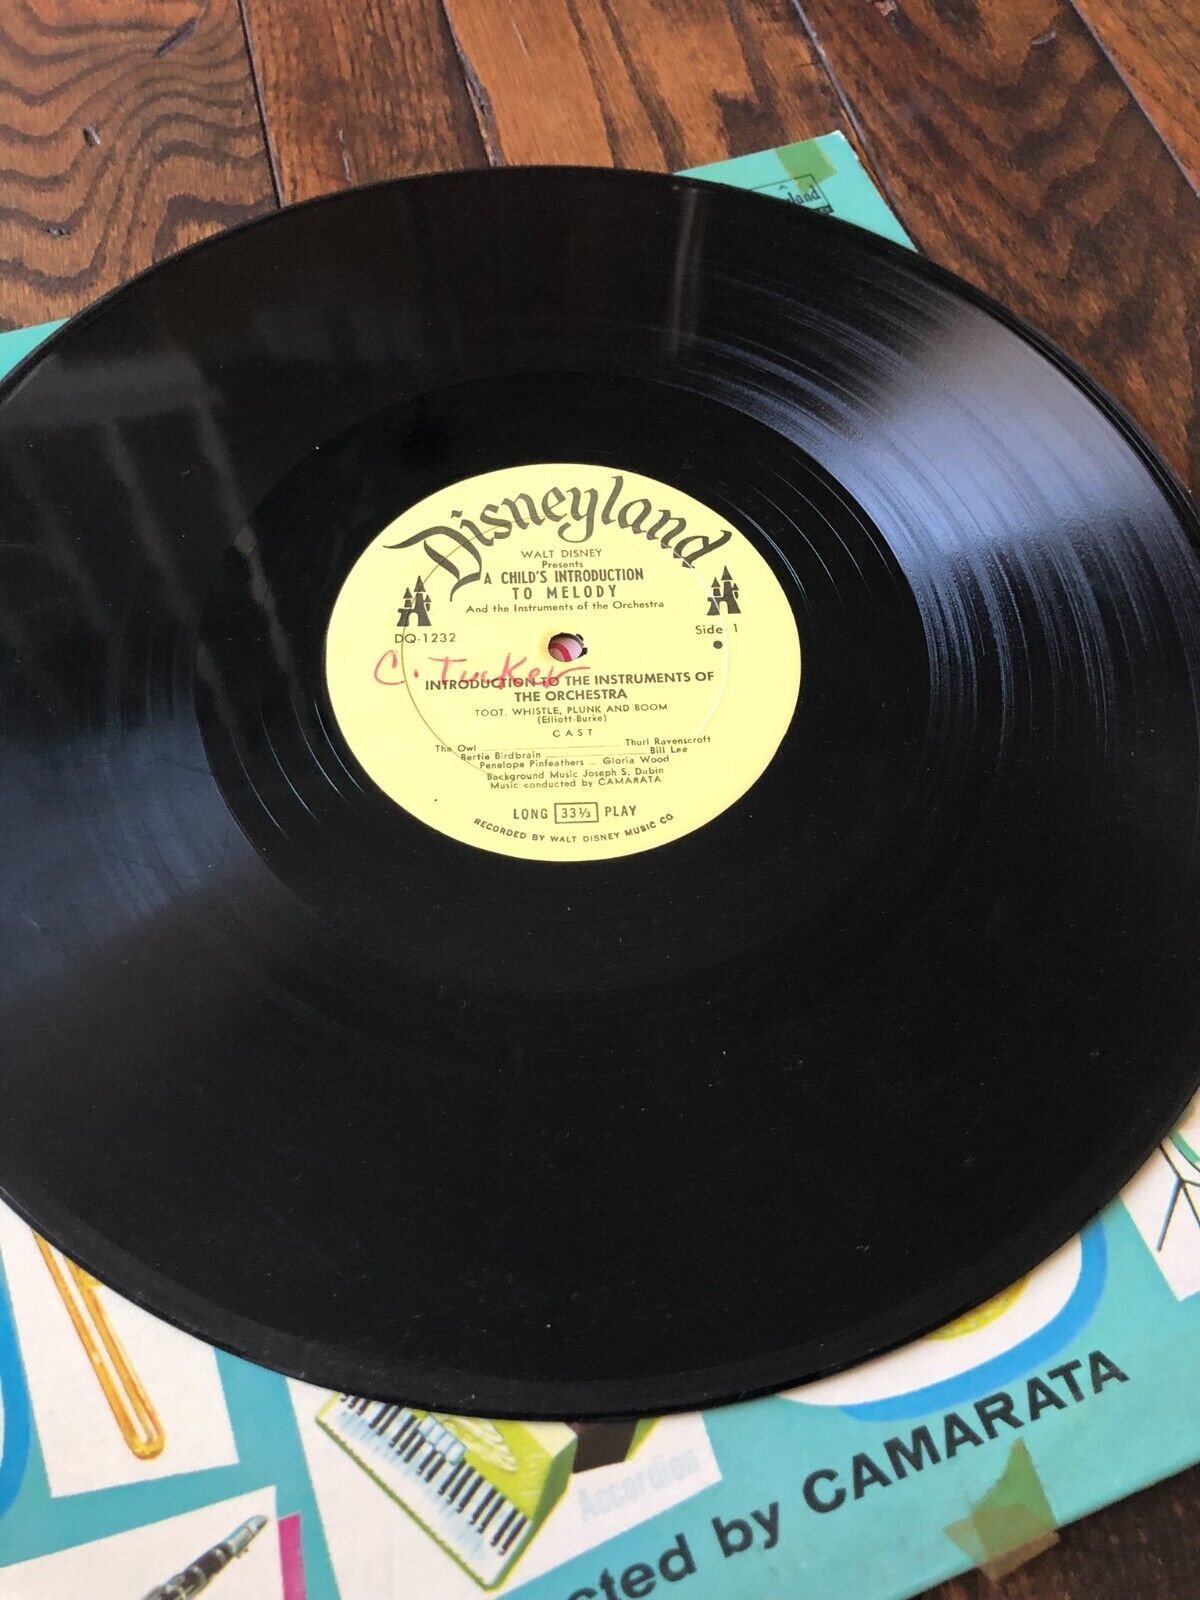 land
Disneyland
WALT DISNEY
Presents
A CHILD'S INTRODUCTION
TO MELODY
And the Instruments of the Orchestra
DQ-1232
Side 1
C. Tucker
INTRODUCTION TO THE INSTRUMENTS OF
THE ORCHESTRA
TOOT, WHISTLE, PLUNK AND BOOM
(Elliott-Burke)
CAST
The Owl Thurl Ravenscroft
Bertie Birdbrain Bill Lee
Penelope Pinfeathers Gloria Wood
Background Music Joseph S. Dubin
Music conducted by CAMARATA
LONG 33⅓ PLAY
RECORDED BY WALT DISNEY MUSIC CO
Accordion
cted by CAMARATA